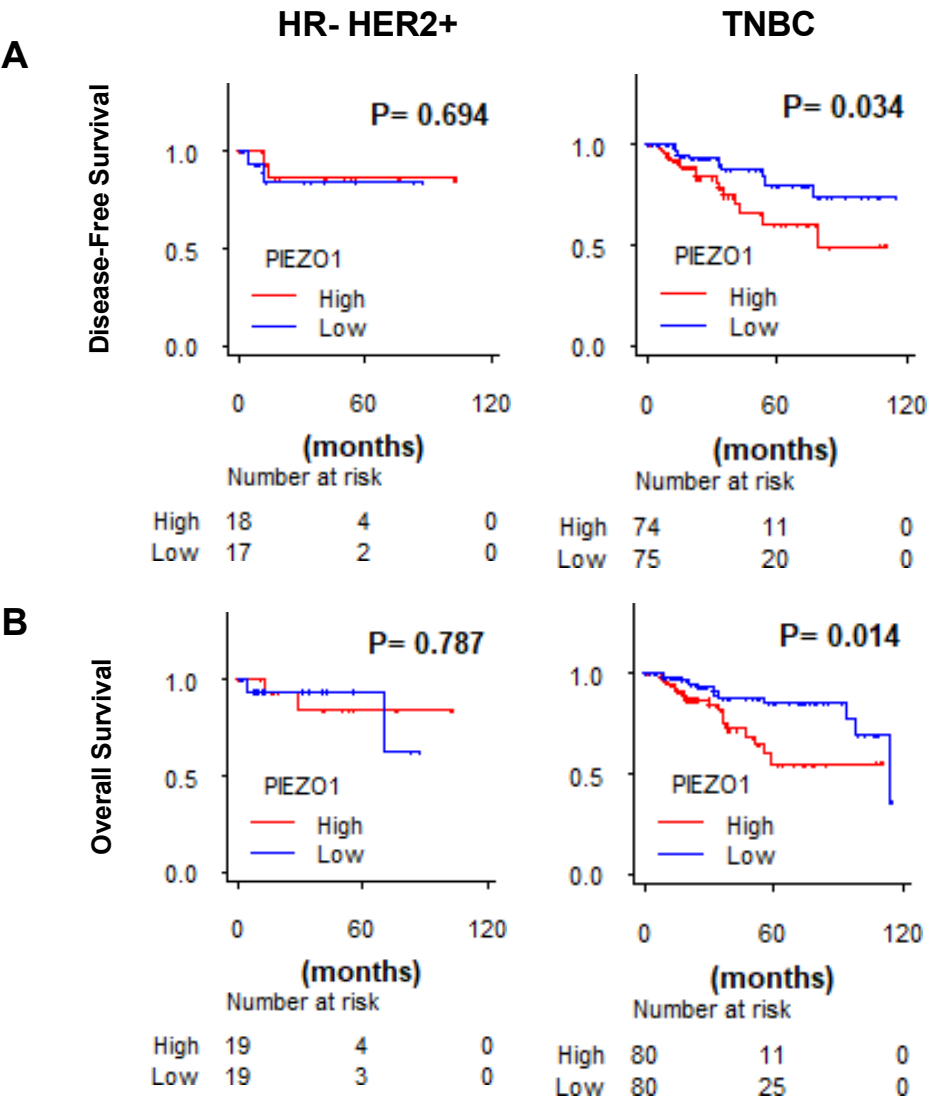 HR- HER2+
TNBC
A
Disease-Free Survival
P= 0.694
1.0
0.5
0.0
PIEZO1
High
Low
0 60 120
(months)
Number at risk
High 18 4 0
Low 17 2 0
P= 0.034
1.0
0.5
0.0
PIEZO1
High
Low
0 60 120
(months)
Number at risk
High 74 11 0
Low 75 20 0
B
Overall Survival
P= 0.787
1.0
0.5
0.0
PIEZO1
High
Low
0 60 120
(months)
Number at risk
High 19 4 0
Low 19 3 0
P= 0.014
1.0
0.5
0.0
PIEZO1
High
Low
0 60 120
(months)
Number at risk
High 80 11 0
Low 80 25 0